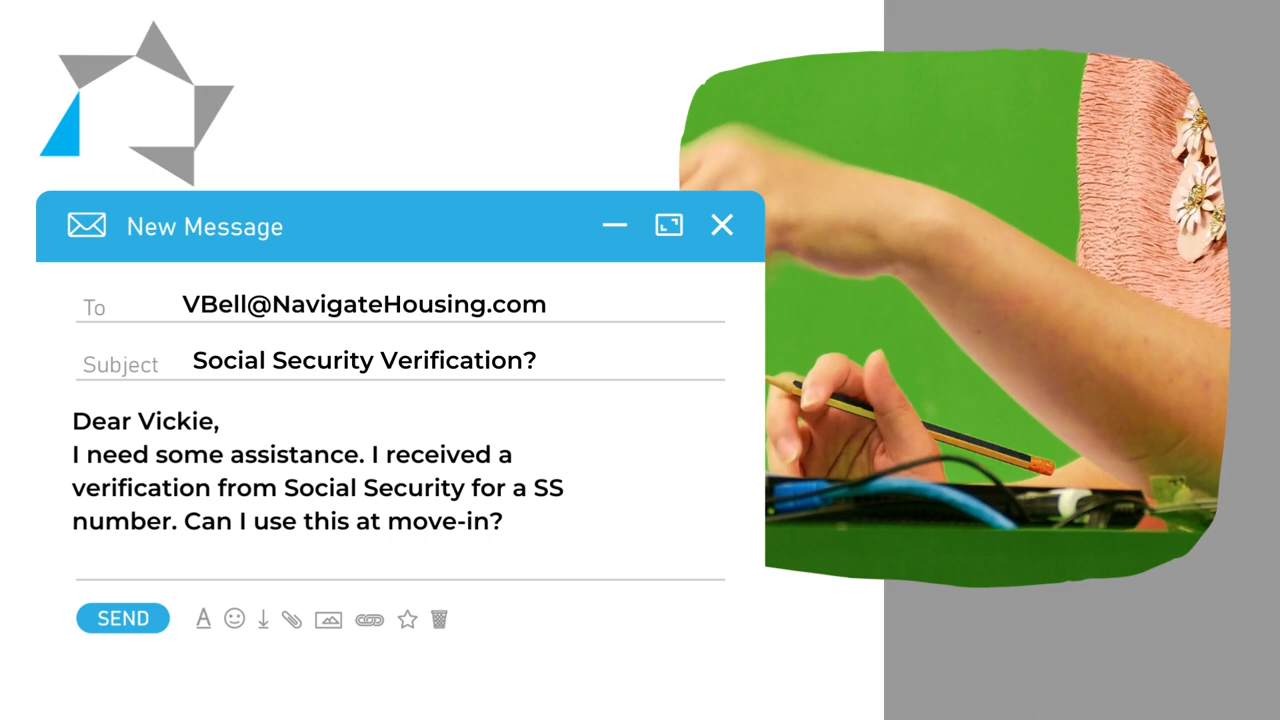 New Message
To VBell@NavigateHousing.com
Subject Social Security Verification?
Dear Vickie,
I need some assistance. I received a
verification from Social Security for a SS
number. Can I use this at move-in?
SEND
A